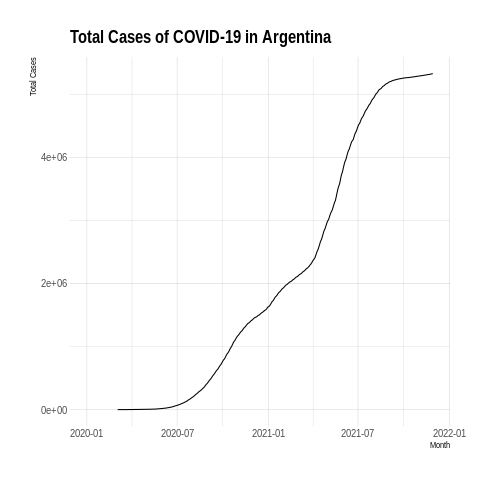 Total Cases of COVID-19 in Argentina
Total Cases
4e+06
2e+06
0e+00
2020-01 2020-07 2021-01 2021-07 2022-01
Month